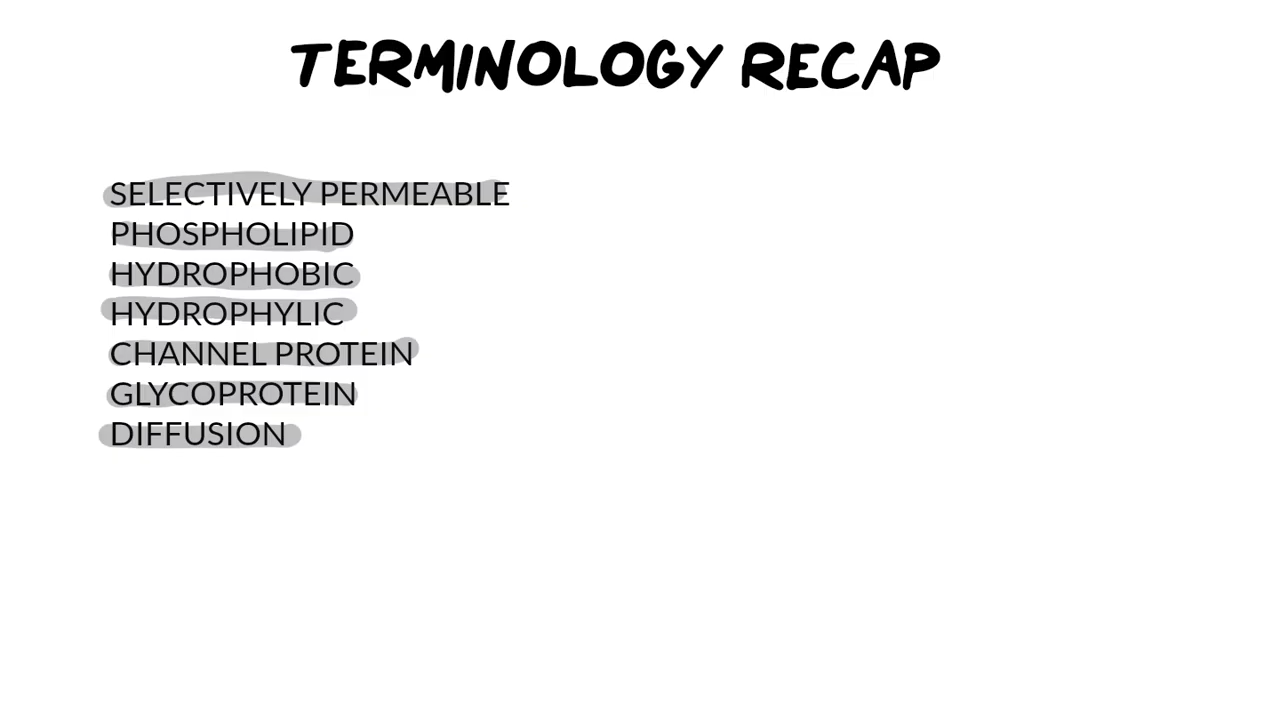 TERMINOLOGY RECAP
SELECTIVELY PERMEABLE
PHOSPHOLIPID
HYDROPHOBIC
HYDROPHYLIC
CHANNEL PROTEIN
GLYCOPROTEIN
DIFFUSION